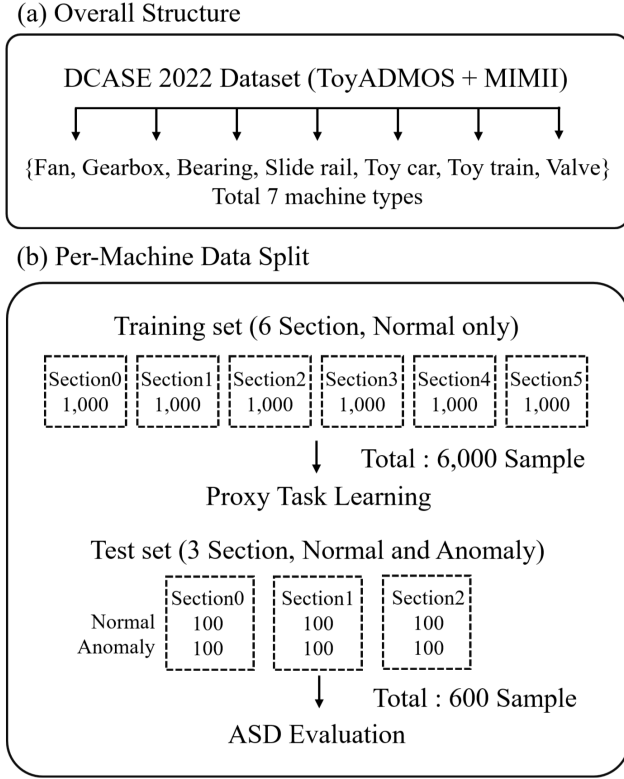 (a) Overall Structure
DCASE 2022 Dataset (ToyADMOS + MIMII)
{Fan, Gearbox, Bearing, Slide rail, Toy car, Toy train, Valve}
Total 7 machine types
(b) Per-Machine Data Split
Training set (6 Section, Normal only)
Section0 Section1 Section2 Section3 Section4 Section5
1,000 1,000 1,000 1,000 1,000 1,000
Total : 6,000 Sample
Proxy Task Learning
Test set (3 Section, Normal and Anomaly)
Section0 Section1 Section2
Normal 100 100 100
Anomaly 100 100 100
Total : 600 Sample
ASD Evaluation